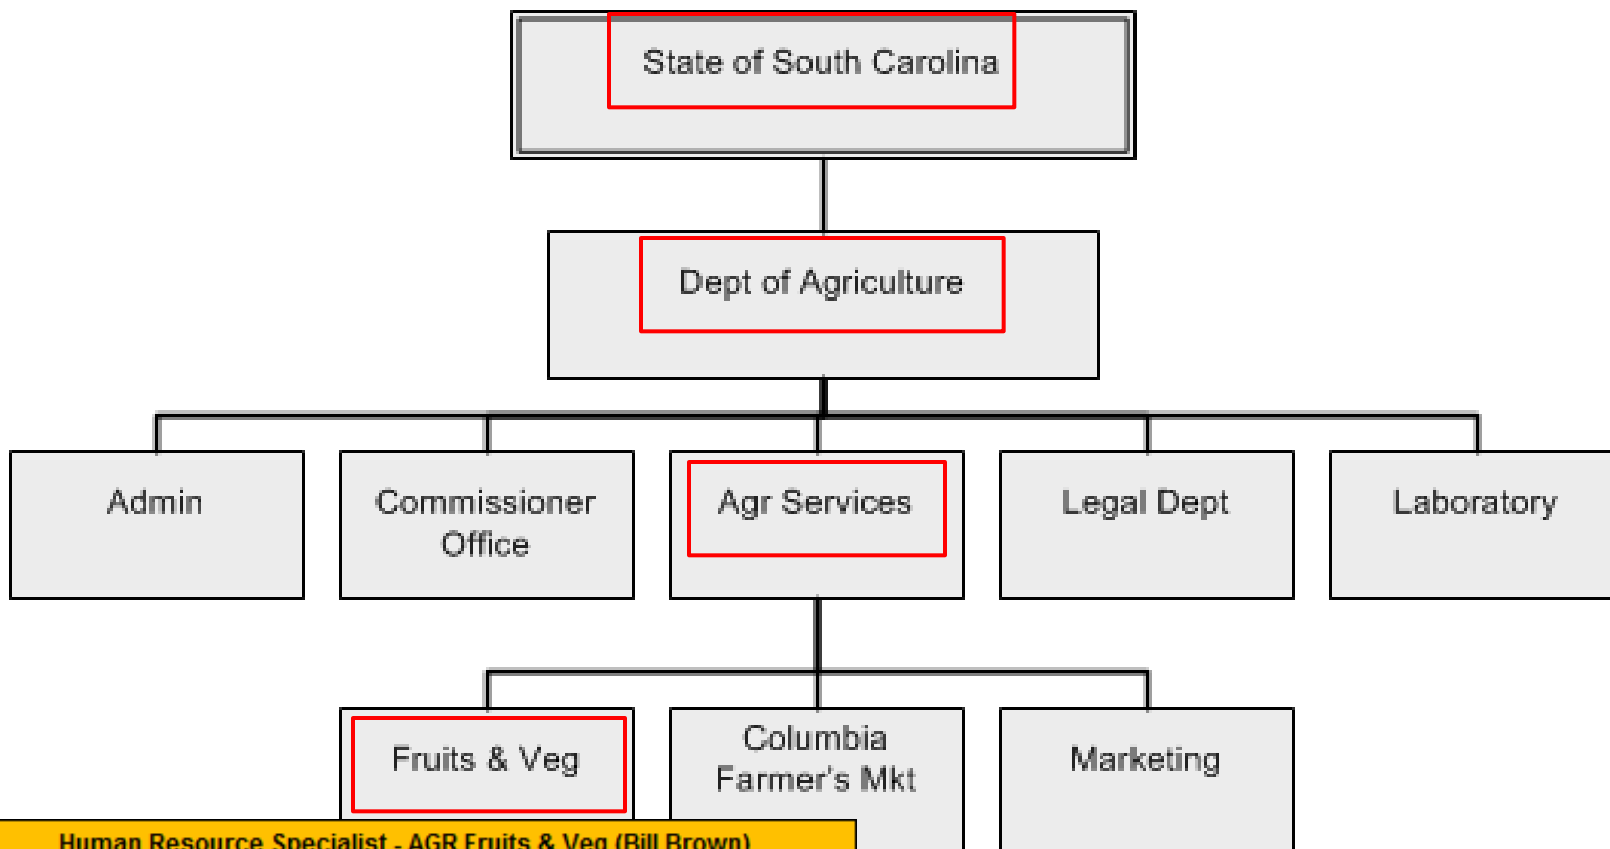 State of South Carolina
Dept of Agriculture
Admin
Commissioner
Office
Agr Services
Legal Dept
Laboratory
Fruits & Veg
Columbia
Farmer's Mkt
Marketing
Human Resource Specialist - AGR Fruits & Veg (Bill Brown)